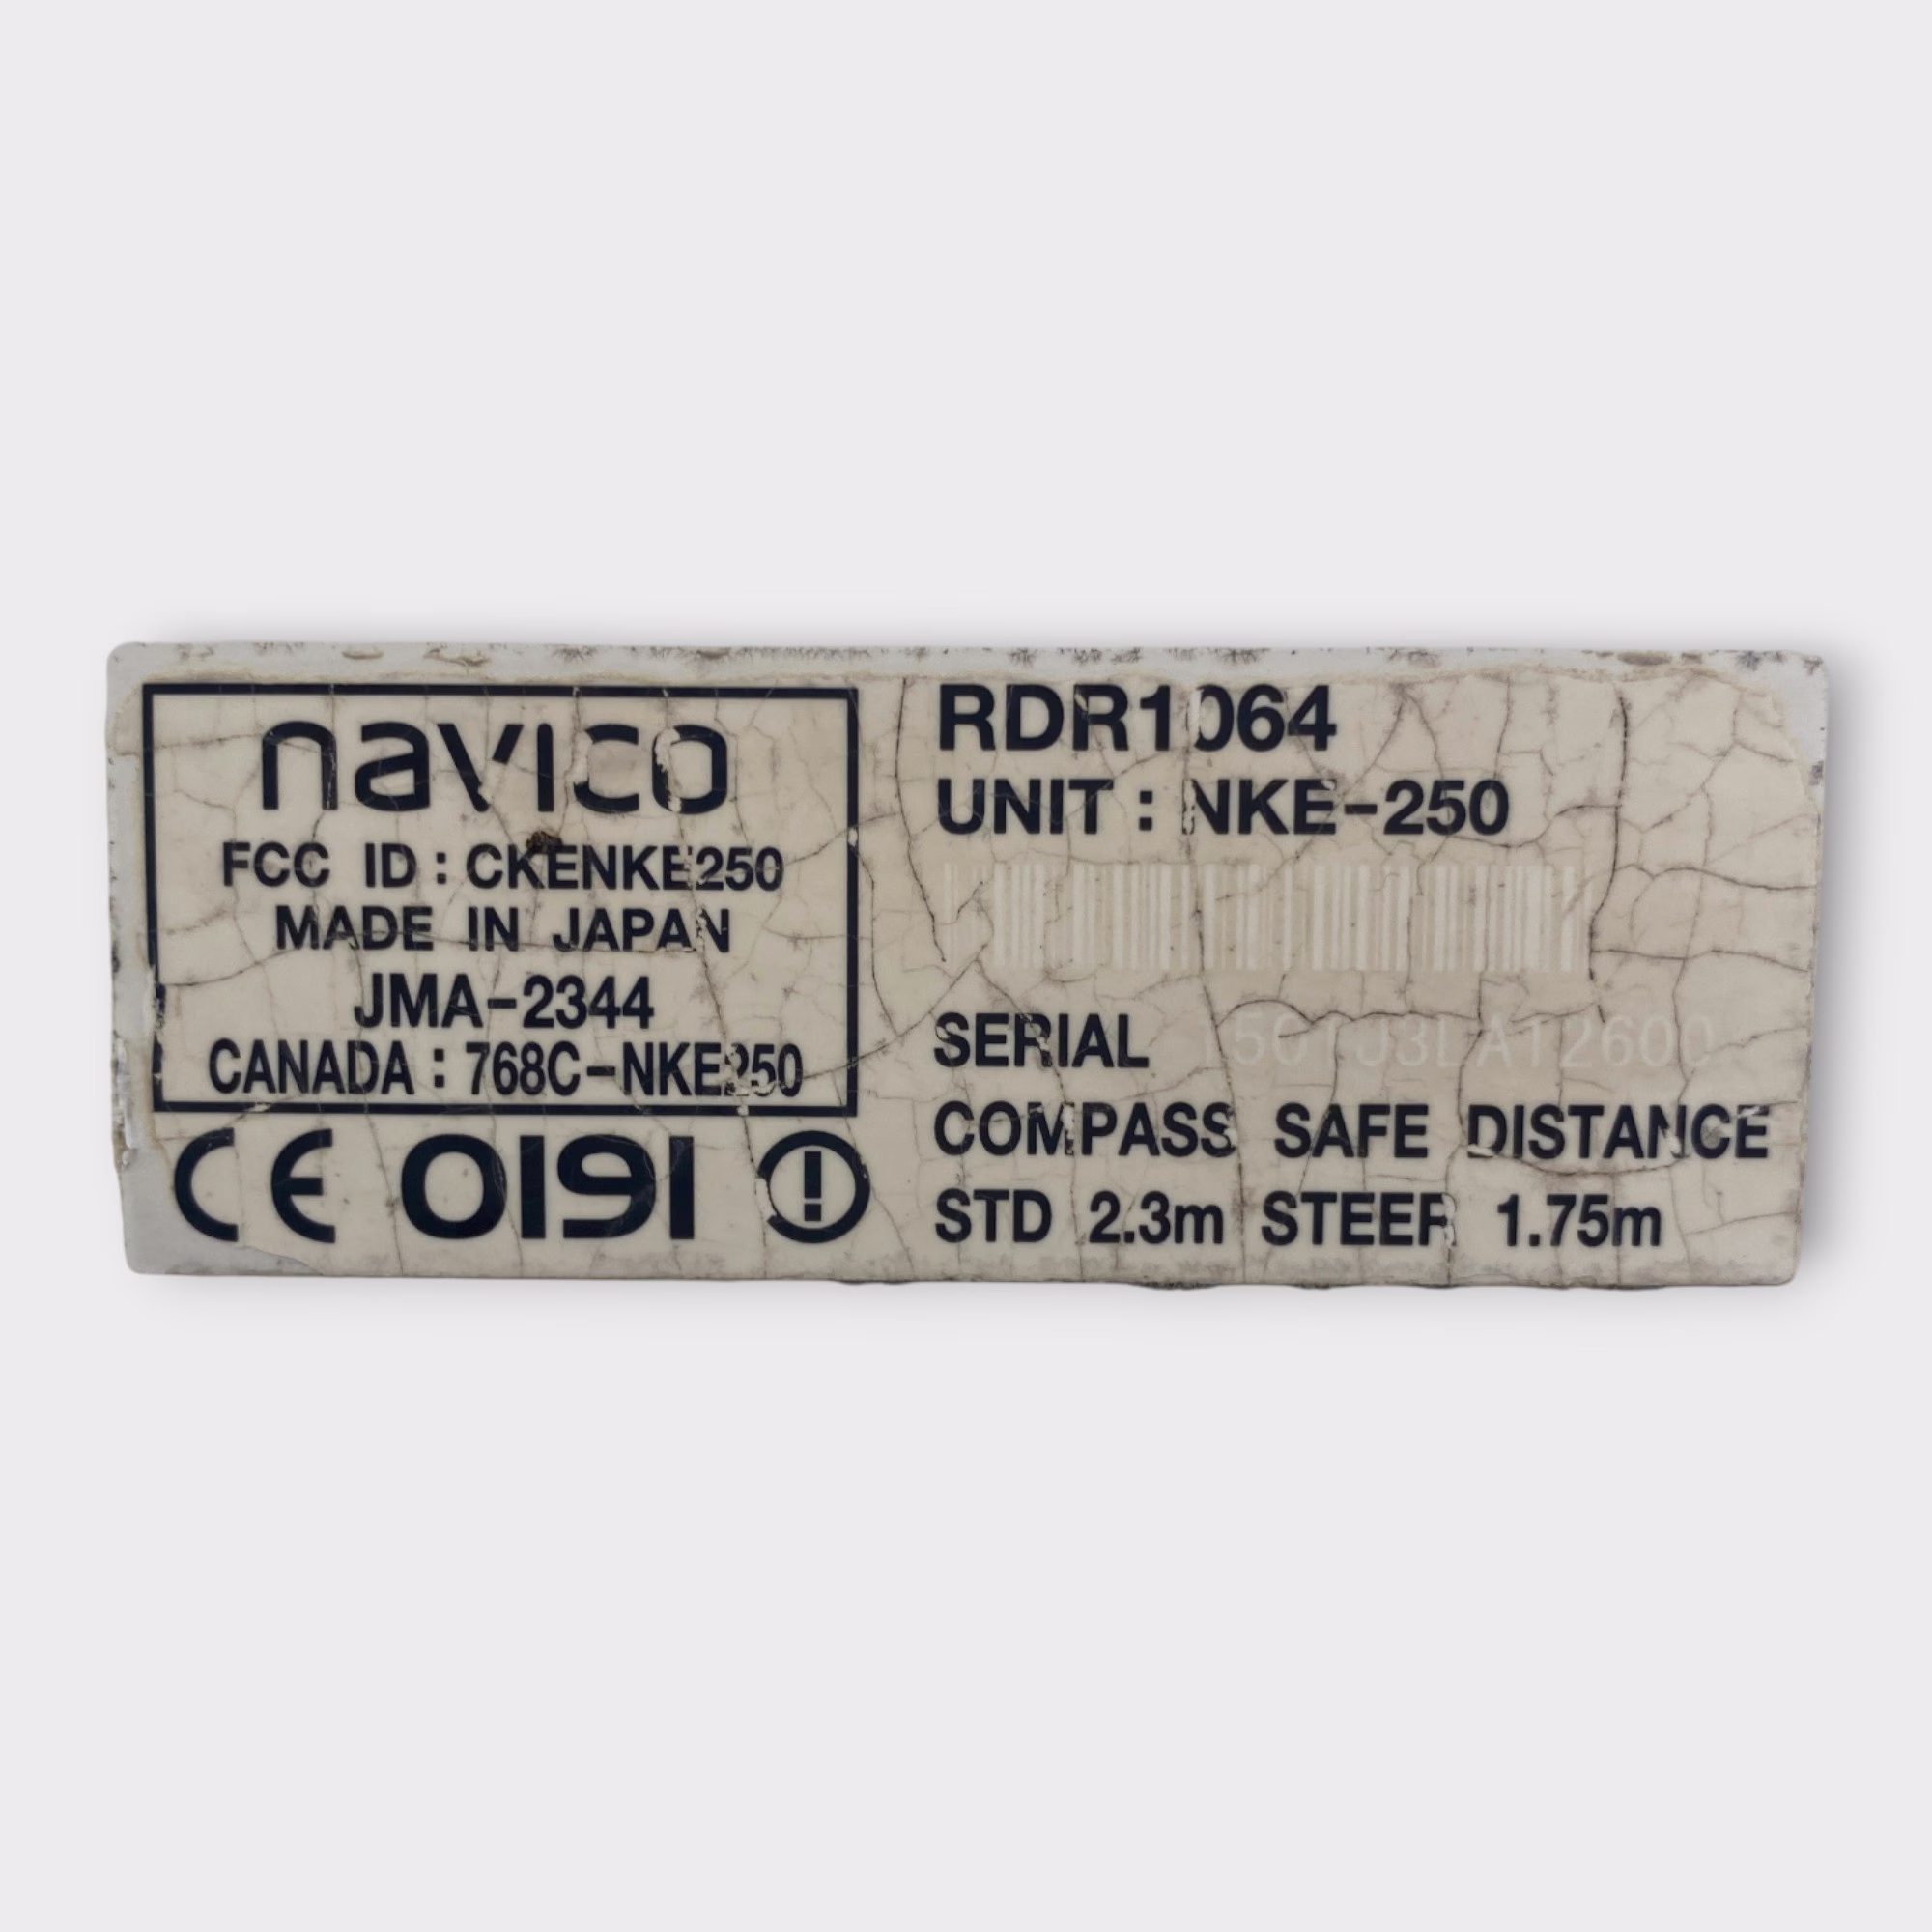 navico
FCC ID : CKENKE250
MADE IN JAPAN
JMA-2344
CANADA : 768C-NKE250
CE 0191 !
RDR1064
UNIT : NKE-250
SERIAL
COMPASS SAFE DISTANCE
STD 2.3m STEER 1.75m